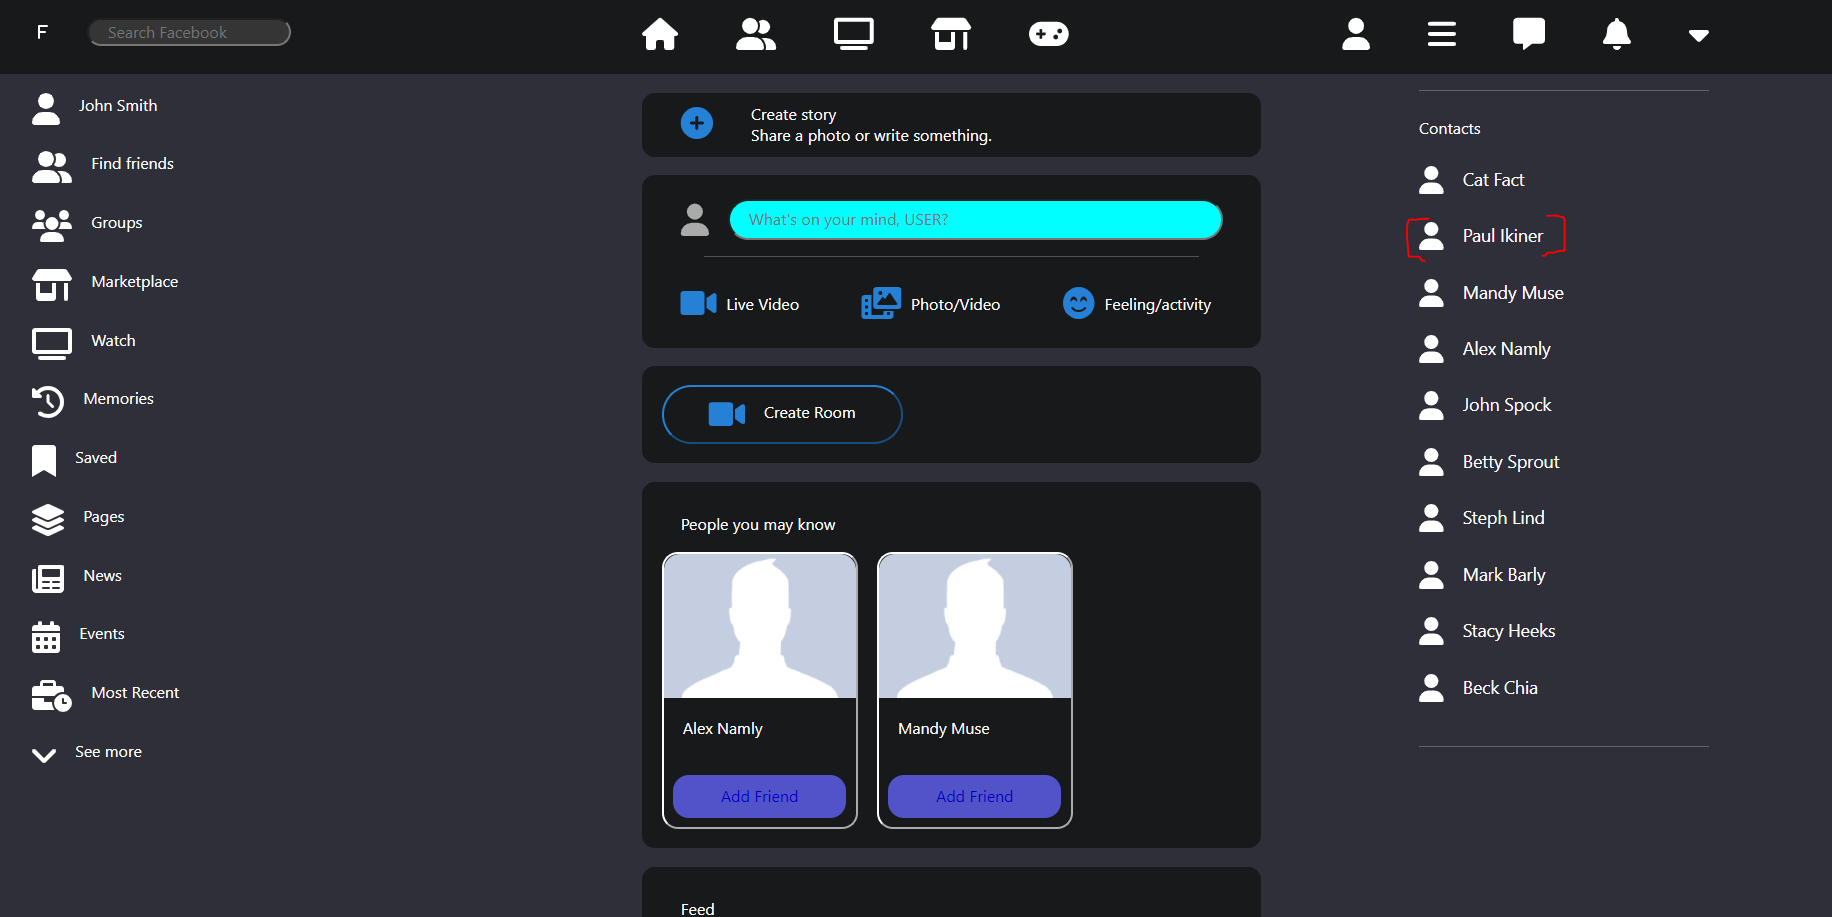 F
Search Facebook
John Smith
Find friends
Groups
Marketplace
Watch
Memories
Saved
Pages
News
Events
Most Recent
See more
Create story
Share a photo or write something.
What's on your mind, USER?
Live Video
Photo/Video
Feeling/activity
Create Room
People you may know
Alex Namly
Add Friend
Mandy Muse
Add Friend
Feed
Contacts
Cat Fact
Paul Ikiner
Mandy Muse
Alex Namly
John Spock
Betty Sprout
Steph Lind
Mark Barly
Stacy Heeks
Beck Chia